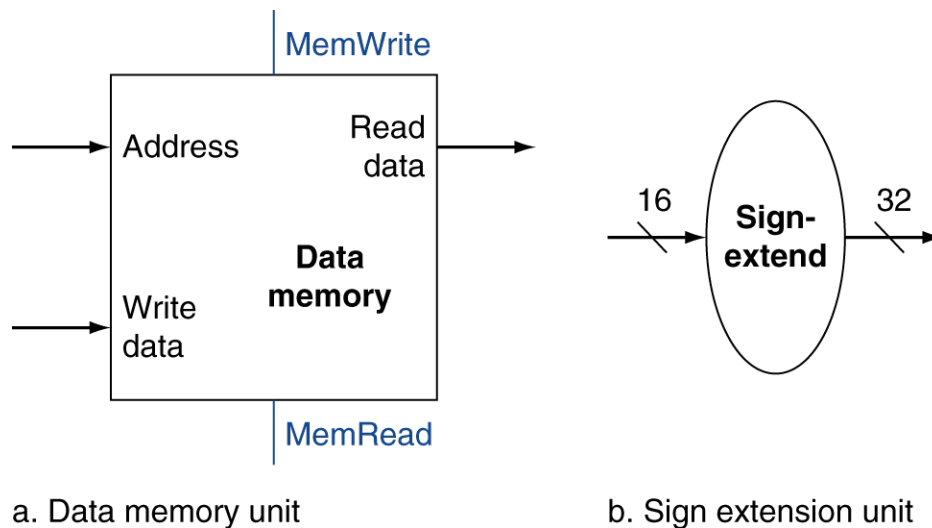 MemWrite
Address
Read
data
Data
memory
Write
data
MemRead
a. Data memory unit
16
Sign-
extend
32
b. Sign extension unit